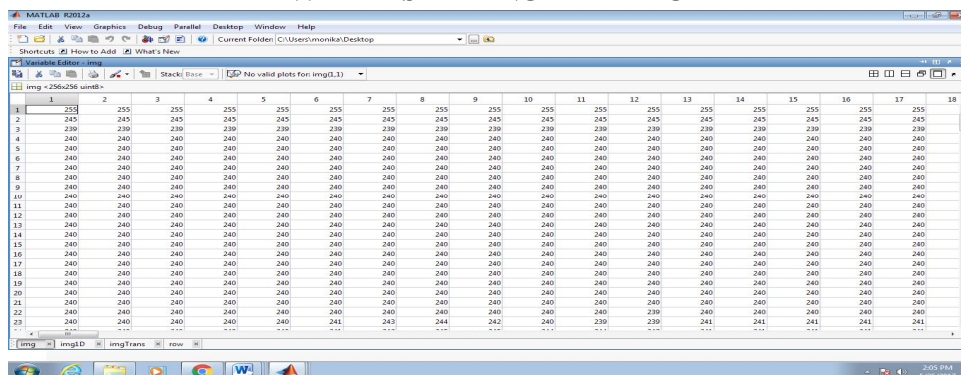 MATLAB R2012a
File Edit View Graphics Debug Parallel Desktop Window Help
Current Folder: C:\Users\monika\Desktop
Shortcuts How to Add What's New
Variable Editor - img
Stack: Base No valid plots for: img(1,1)
img <256x256 uint8>
1 2 3 4 5 6 7 8 9 10 11 12 13 14 15 16 17 18
1 255 255 255 255 255 255 255 255 255 255 255 255 255 255 255 255 255
2 245 245 245 245 245 245 245 245 245 245 245 245 245 245 245 245 245
3 239 239 239 239 239 239 239 239 239 239 239 239 239 239 239 239 239
4 240 240 240 240 240 240 240 240 240 240 240 240 240 240 240 240 240
5 240 240 240 240 240 240 240 240 240 240 240 240 240 240 240 240 240
6 240 240 240 240 240 240 240 240 240 240 240 240 240 240 240 240 240
7 240 240 240 240 240 240 240 240 240 240 240 240 240 240 240 240 240
8 240 240 240 240 240 240 240 240 240 240 240 240 240 240 240 240 240
9 240 240 240 240 240 240 240 240 240 240 240 240 240 240 240 240 240
10 240 240 240 240 240 240 240 240 240 240 240 240 240 240 240 240 240
11 240 240 240 240 240 240 240 240 240 240 240 240 240 240 240 240 240
12 240 240 240 240 240 240 240 240 240 240 240 240 240 240 240 240 240
13 240 240 240 240 240 240 240 240 240 240 240 240 240 240 240 240 240
14 240 240 240 240 240 240 240 240 240 240 240 240 240 240 240 240 240
15 240 240 240 240 240 240 240 240 240 240 240 240 240 240 240 240 240
16 240 240 240 240 240 240 240 240 240 240 240 240 240 240 240 240 240
17 240 240 240 240 240 240 240 240 240 240 240 240 240 240 240 240 240
18 240 240 240 240 240 240 240 240 240 240 240 240 240 240 240 240 240
19 240 240 240 240 240 240 240 240 240 240 240 240 240 240 240 240 240
20 240 240 240 240 240 240 240 240 240 240 240 240 240 240 240 240 240
21 240 240 240 240 240 240 240 240 240 240 240 240 240 240 240 240 240
22 240 240 240 240 240 240 240 240 240 240 240 239 240 240 240 240 240
23 240 240 240 240 241 243 244 242 240 239 239 241 241 241 241 241
img img1D imgTrans row
2:05 PM